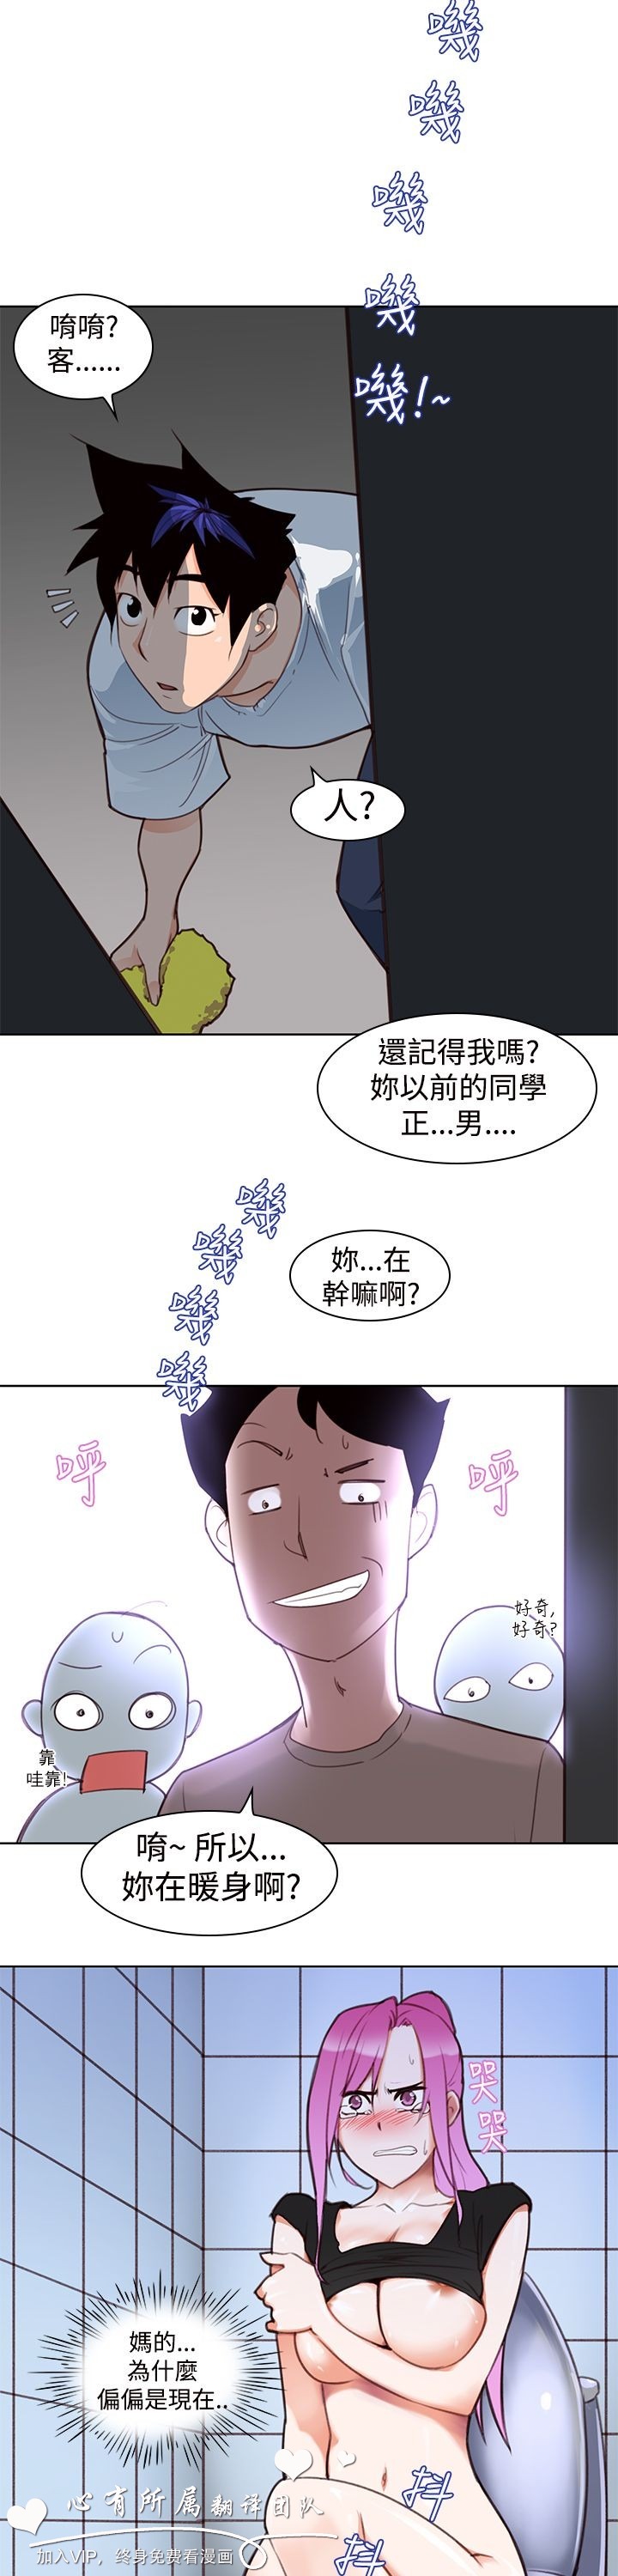 嘰
嘰
嘰
嘰
嘰!~
唷唷?
客……
人?
還記得我嗎?
妳以前的同學
正...男....
嘰
嘰
嘰
嘰
妳...在
幹嘛啊?
呼
呼
好奇,
好奇?
靠
哇靠!
唷~ 所以...
妳在暖身啊?
哭
哭
媽的...
為什麼
偏偏是現在..
抖
抖
心有所属翻译团队
加入VIP，终身免费看漫画